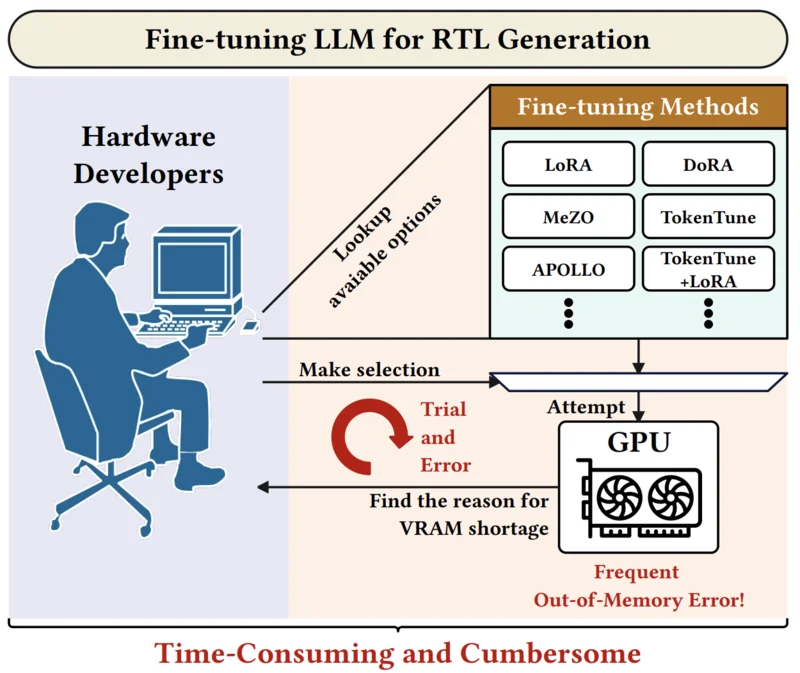 Fine-tuning LLM for RTL Generation
Hardware
Developers
Lookup
avaiable options
Fine-tuning Methods
LoRA
DoRA
MeZO
TokenTune
APOLLO
TokenTune
+LoRA
Make selection
Trial
and
Error
Attempt
GPU
Find the reason for
VRAM shortage
Frequent
Out-of-Memory Error!
Time-Consuming and Cumbersome